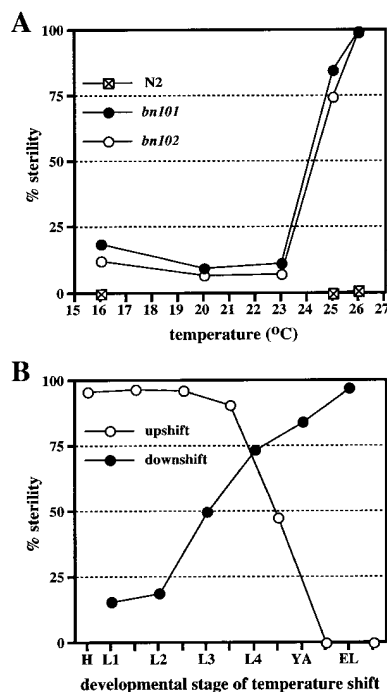 A
100
75
50
25
0
% sterility
N2
bn101
bn102
15 16 17 18 19 20 21 22 23 24 25 26 27
temperature (ºC)
B
100
75
50
25
0
% sterility
upshift
downshift
H L1 L2 L3 L4 YA EL
developmental stage of temperature shift